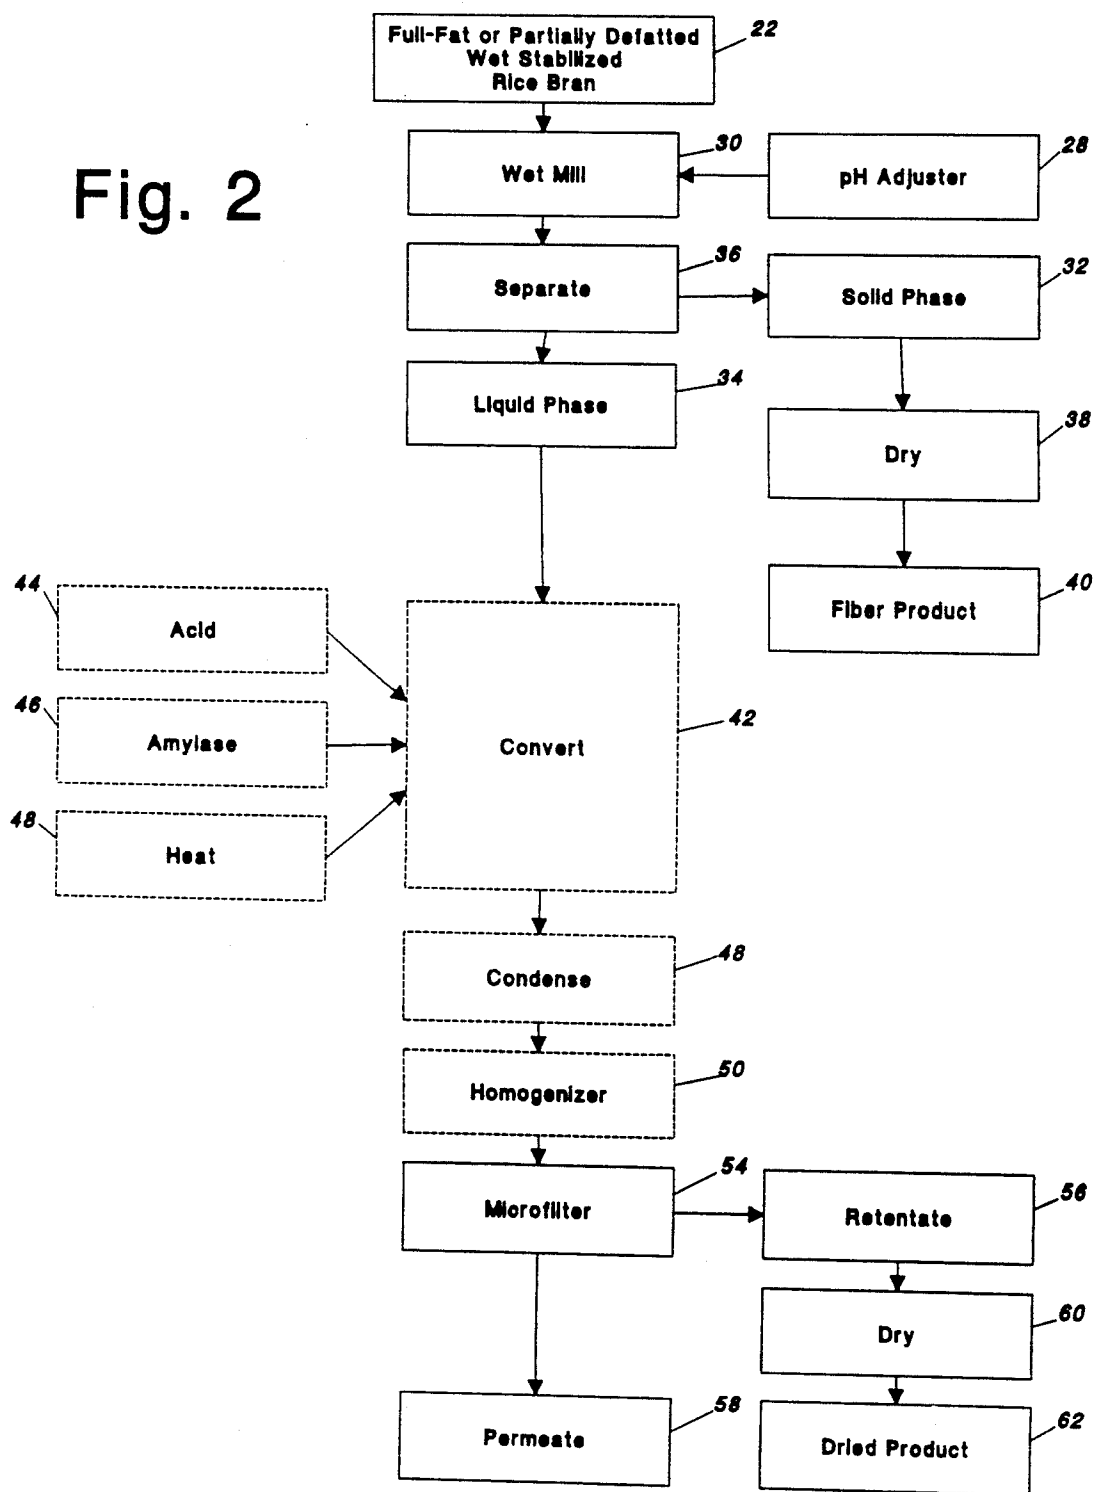 Fig. 2
Full-Fat or Partially Defatted
Wet Stabilized
Rice Bran
22
Wet Mill
30
pH Adjuster
28
Separate
36
Solid Phase
32
Liquid Phase
34
Dry
38
Fiber Product
40
Acid
44
Amylase
46
Heat
48
Convert
42
Condense
48
Homogenizer
50
Microfilter
54
Retentate
56
Dry
60
Permeate
58
Dried Product
62